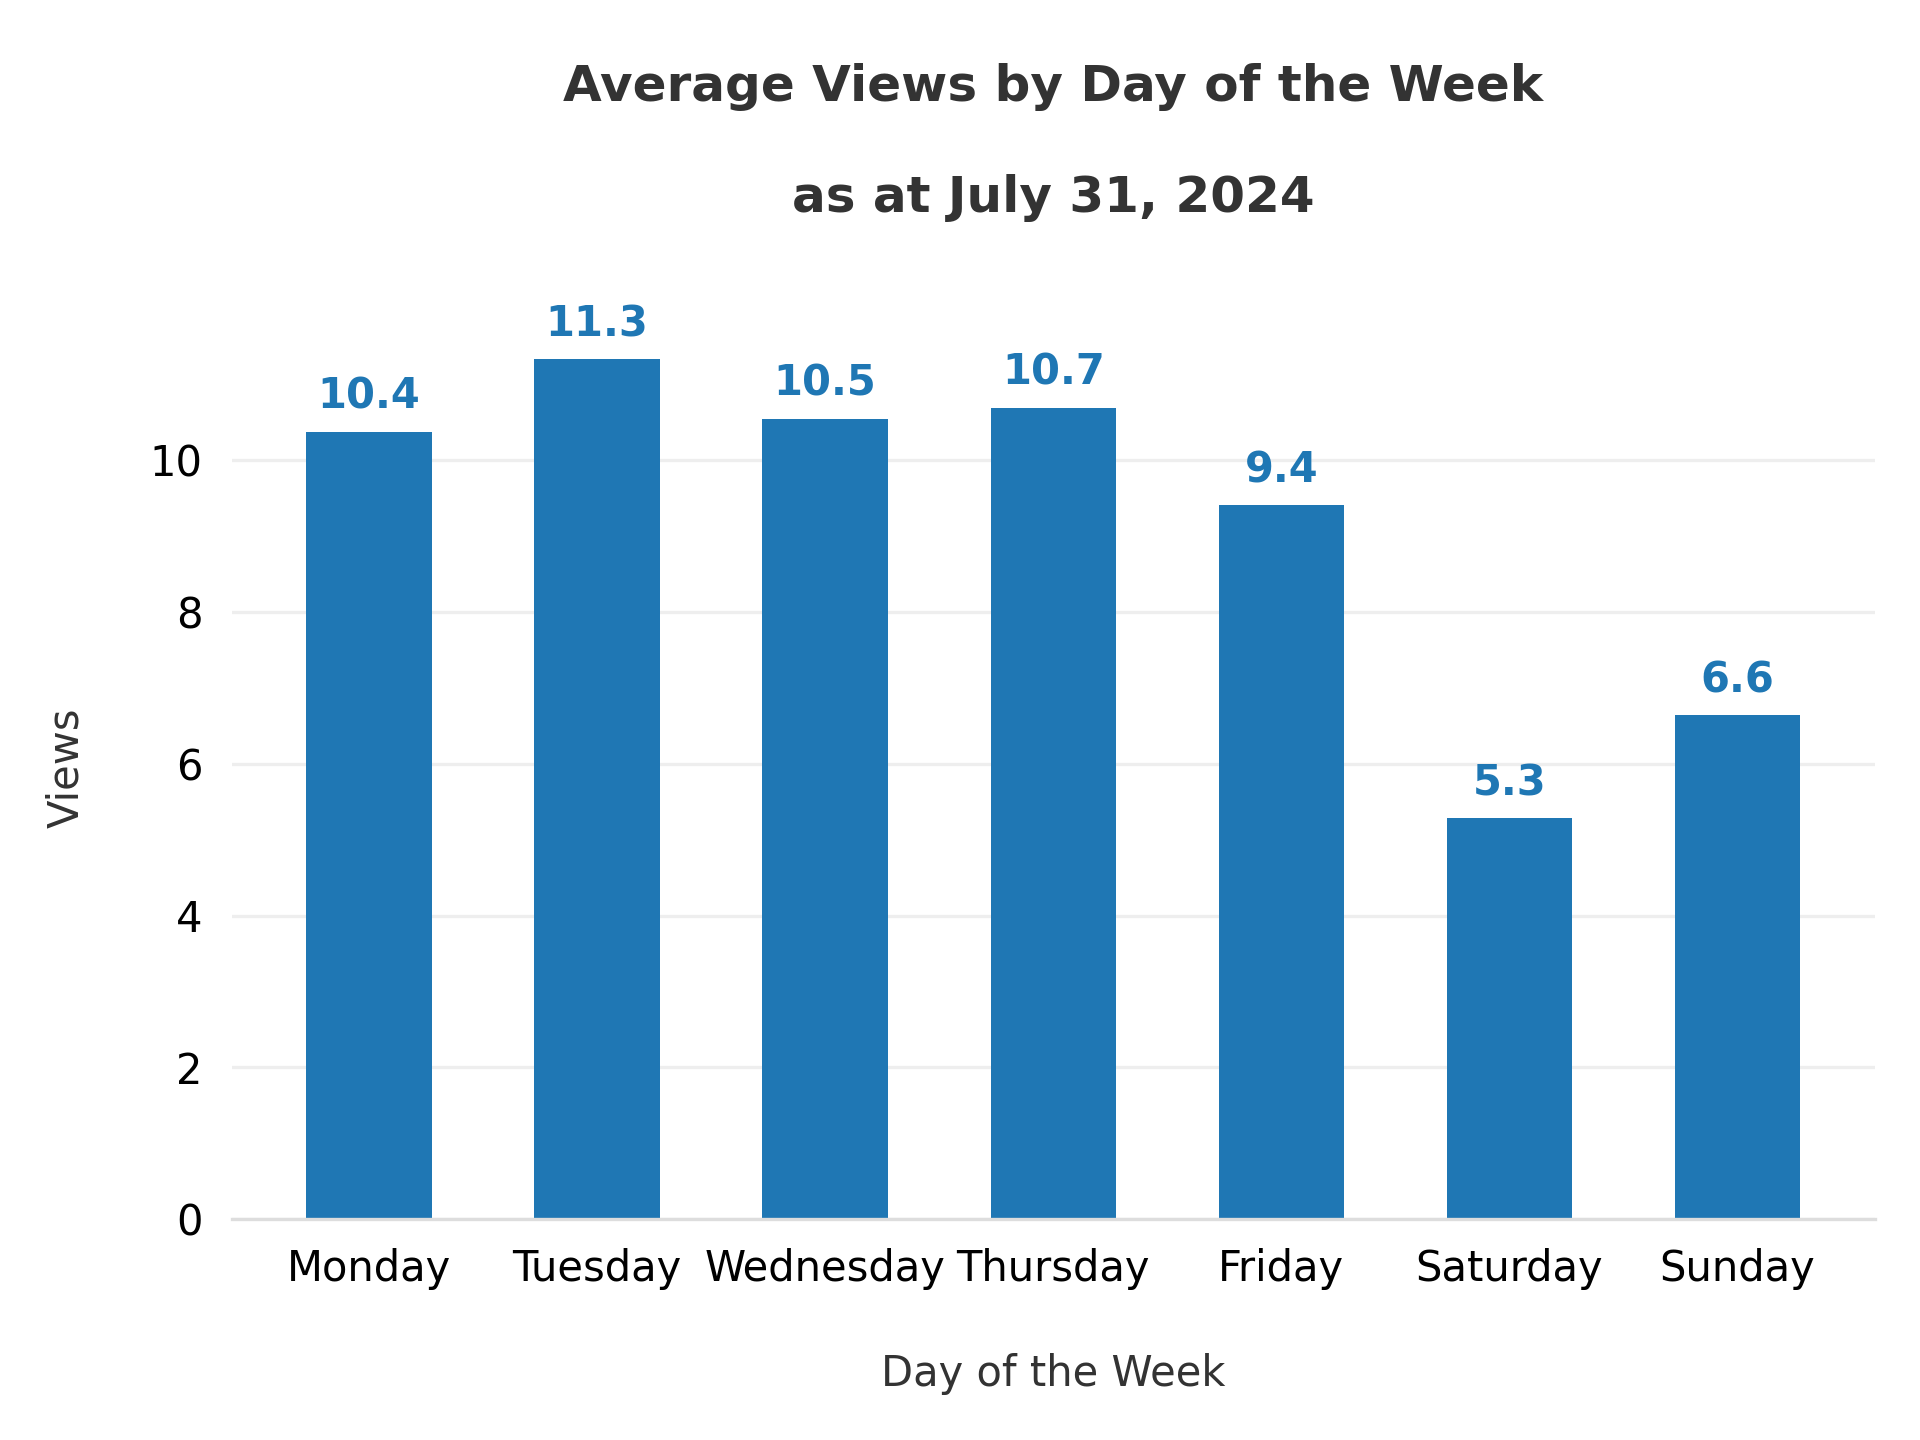 Average Views by Day of the Week
as at July 31, 2024
11.3
10.7
10.5
10.4
10
9.4
8
6.6
Views
6
5.3
4
2
0
Monday Tuesday Wednesday Thursday Friday Saturday Sunday
Day of the Week